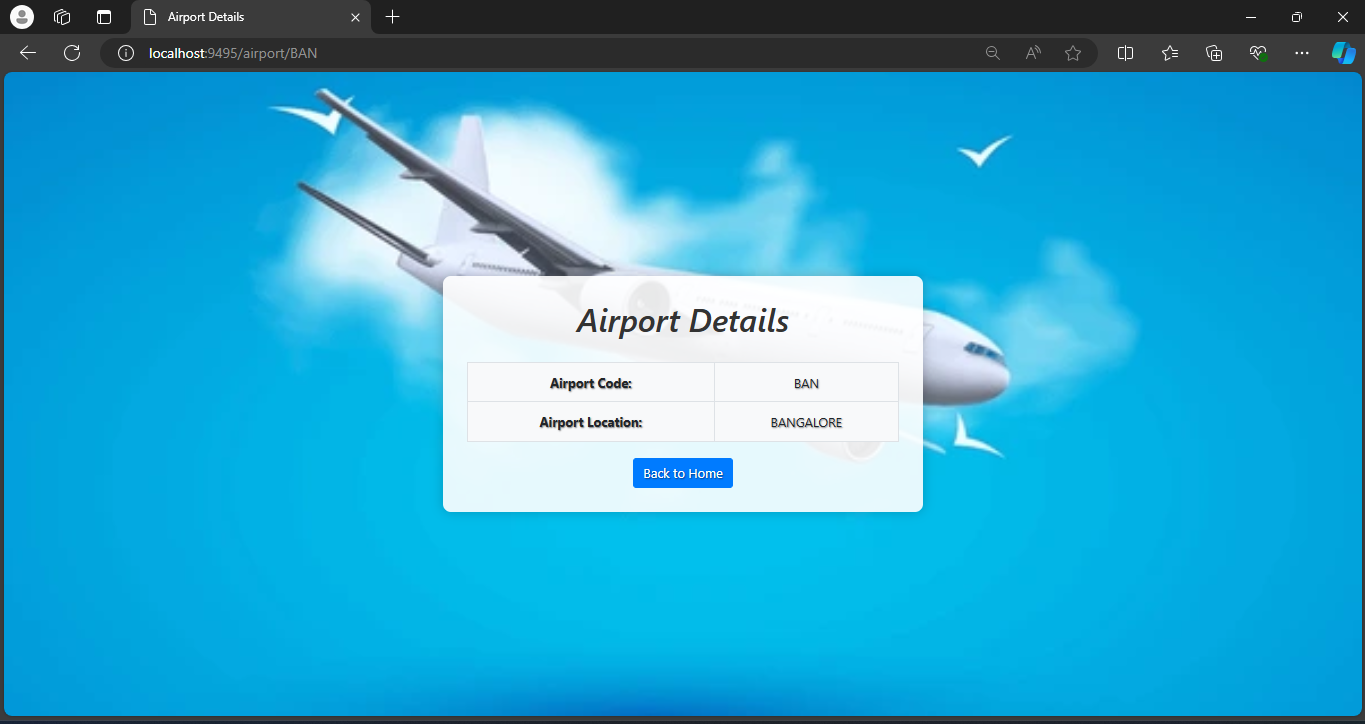 Airport Details
localhost:9495/airport/BAN
Airport Details
Airport Code: BAN
Airport Location: BANGALORE
Back to Home